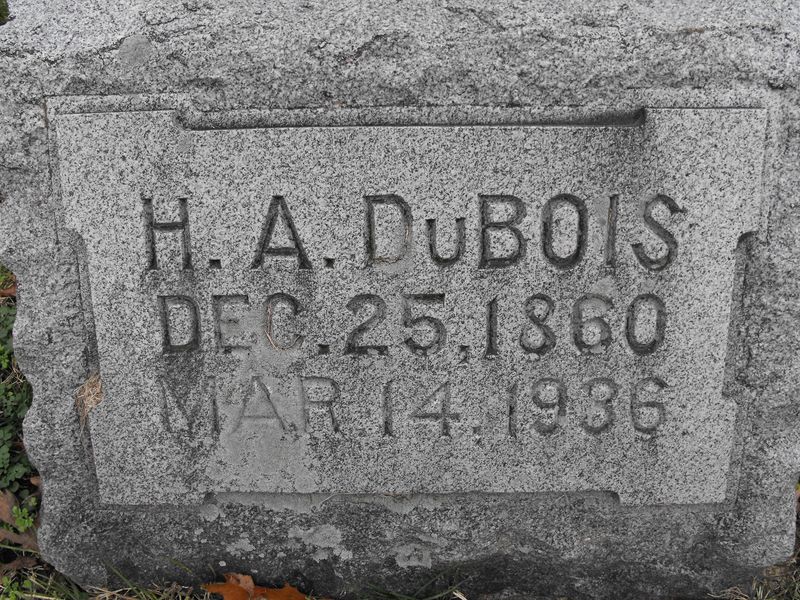 H. A. DuBOIS
DEC. 25, 1860
MAR 14. 1936